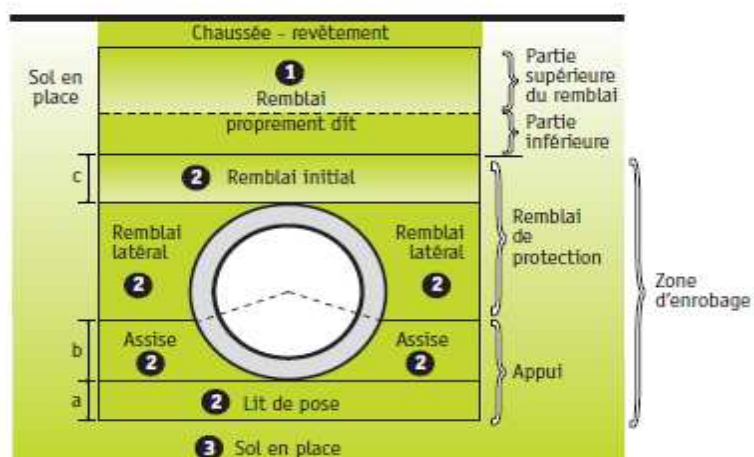 Chaussée - revêtement
Sol en
place
1
Remblai
proprement dit
Partie
supérieure
du remblai
Partie
inférieure
c
2 Remblai initial
Remblai
latéral
2
Remblai
latéral
2
Remblai
de
protection
Zone
d'enrobage
b
Assise
2
Assise
2
Appui
a
2 Lit de pose
3 Sol en place